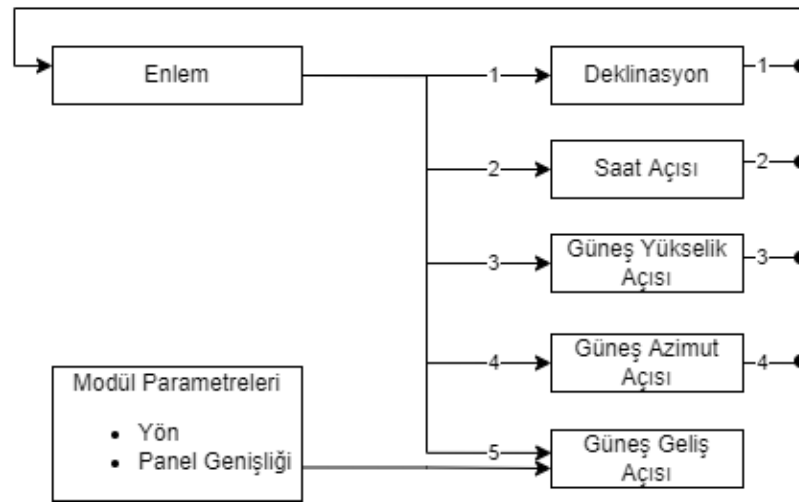 Enlem
1
Deklinasyon
1
2
Saat Açısı
2
3
Güneş Yükselik
Açısı
3
4
Güneş Azimut
Açısı
4
Modül Parametreleri
• Yön
• Panel Genişliği
5
Güneş Geliş
Açısı